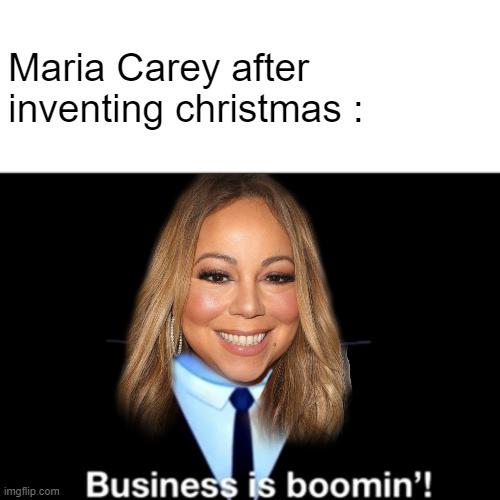 Maria Carey after
inventing christmas :
Business is boomin'!
imgflip.com